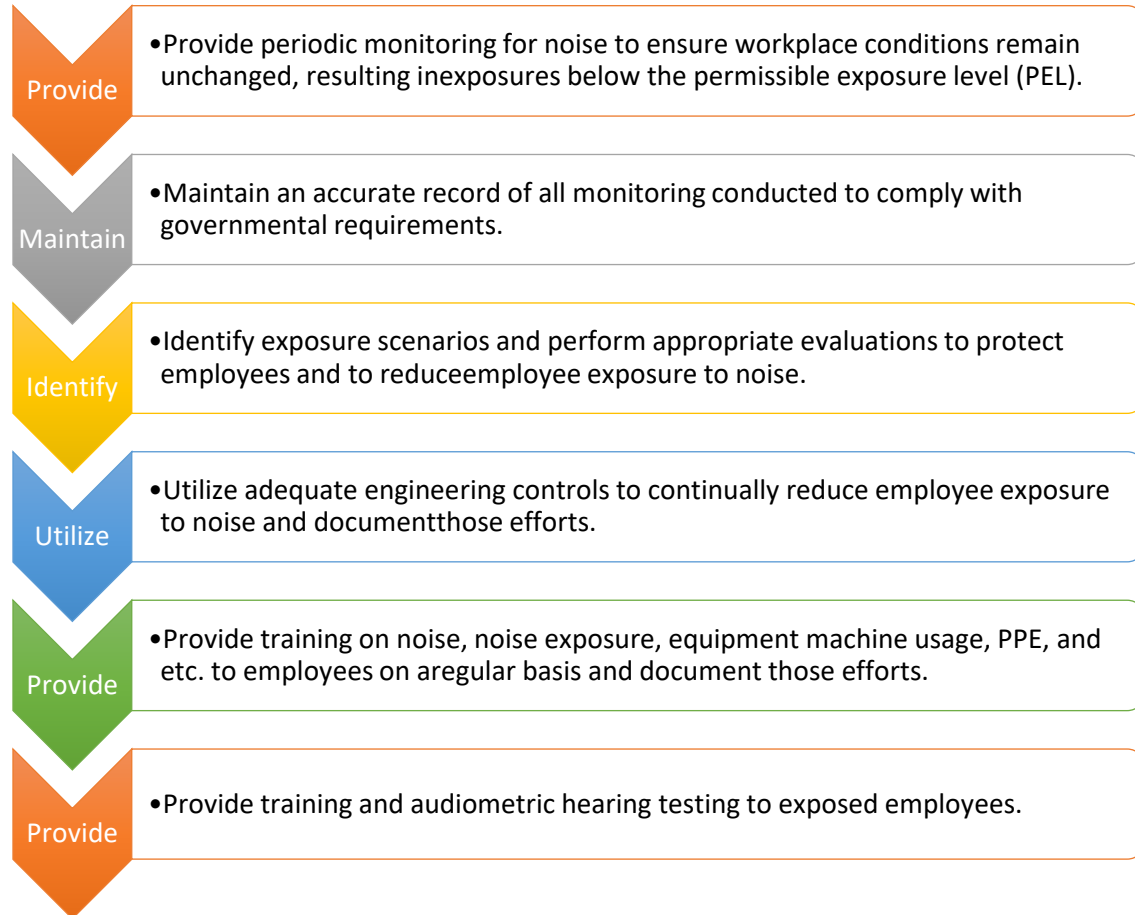 Provide
•Provide periodic monitoring for noise to ensure workplace conditions remain
unchanged, resulting inexposures below the permissible exposure level (PEL).
Maintain
•Maintain an accurate record of all monitoring conducted to comply with
governmental requirements.
Identify
•Identify exposure scenarios and perform appropriate evaluations to protect
employees and to reduceemployee exposure to noise.
Utilize
•Utilize adequate engineering controls to continually reduce employee exposure
to noise and documentthose efforts.
Provide
•Provide training on noise, noise exposure, equipment machine usage, PPE, and
etc. to employees on aregular basis and document those efforts.
Provide
•Provide training and audiometric hearing testing to exposed employees.